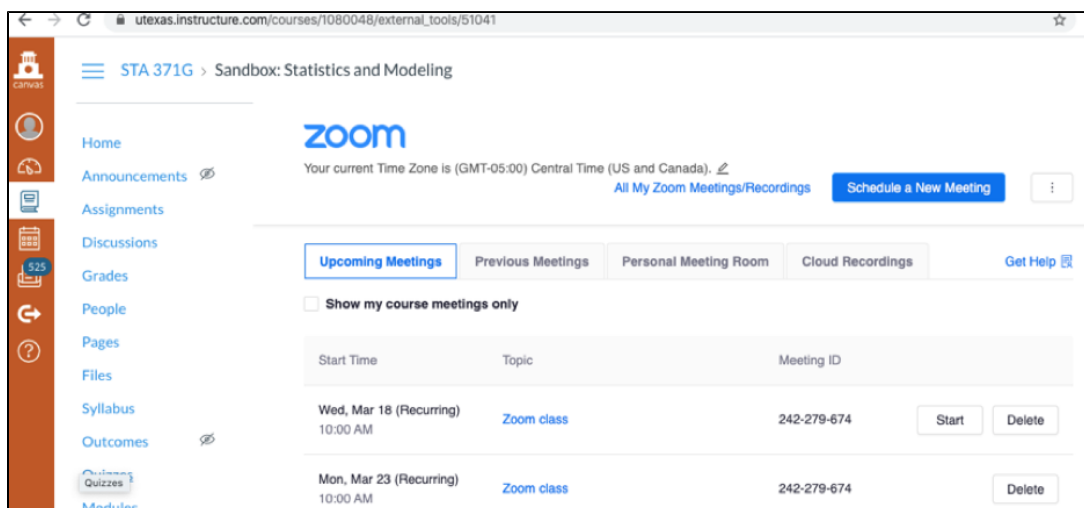 utexas.instructure.com/courses/1080048/external_tools/51041
canvas
STA 371G > Sandbox: Statistics and Modeling
525
Home
Announcements
Assignments
Discussions
Grades
People
Pages
Files
Syllabus
Outcomes
Quizzes
Quizzes
Modules
zoom
Your current Time Zone is (GMT-05:00) Central Time (US and Canada).
All My Zoom Meetings/Recordings
Schedule a New Meeting
Upcoming Meetings Previous Meetings Personal Meeting Room Cloud Recordings Get Help
Show my course meetings only
Start Time Topic Meeting ID
Wed, Mar 18 (Recurring)
10:00 AM
Zoom class 242-279-674 Start Delete
Mon, Mar 23 (Recurring)
10:00 AM
Zoom class 242-279-674 Delete